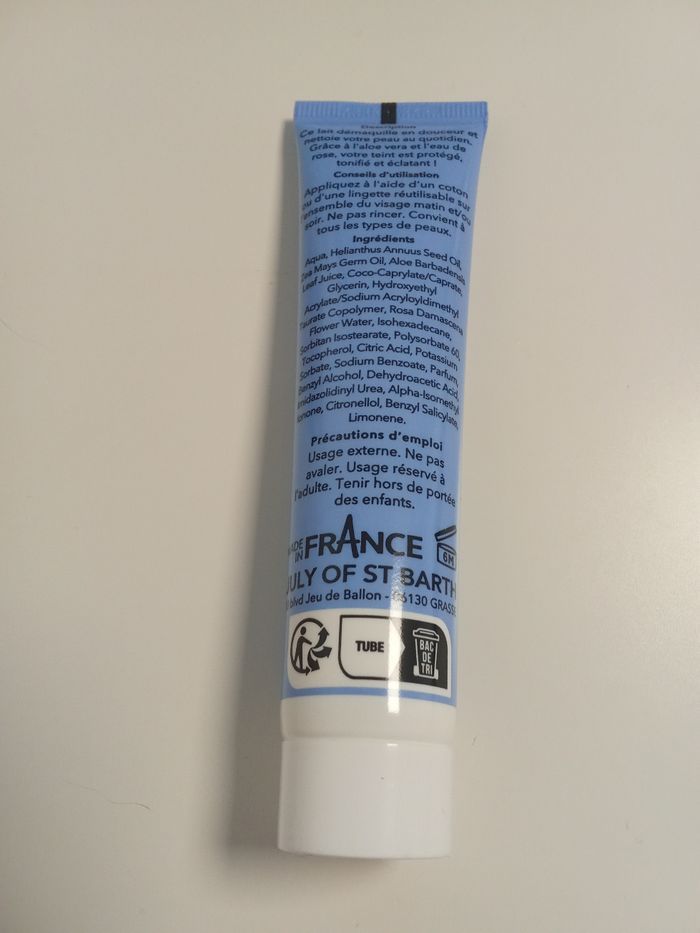 Description
Ce lait démaquille en douceur et
nettoie votre peau au quotidien.
Grâce à l'aloe vera et l'eau de
rose, votre teint est protégé,
tonifié et éclatant !
Conseils d'utilisation
Appliquez à l'aide d'un coton
ou d'une lingette réutilisable sur
l'ensemble du visage matin et/ou
soir. Ne pas rincer. Convient à
tous les types de peaux.
Ingrédients
Aqua, Helianthus Annuus Seed Oil,
Zea Mays Germ Oil, Aloe Barbadensis
Leaf Juice, Coco-Caprylate/Caprate,
Glycerin, Hydroxyethyl
Acrylate/Sodium Acryloyldimethyl
Taurate Copolymer, Rosa Damascena
Flower Water, Isohexadecane,
Sorbitan Isostearate, Polysorbate 60,
Tocopherol, Citric Acid, Potassium
Sorbate, Sodium Benzoate, Parfum,
Benzyl Alcohol, Dehydroacetic Acid,
Imidazolidinyl Urea, Alpha-Isomethyl
Ionone, Citronellol, Benzyl Salicylate,
Limonene.
Précautions d'emploi
Usage externe. Ne pas
avaler. Usage réservé à
l'adulte. Tenir hors de portée
des enfants.
MADE IN FRANCE
6M
JULY OF ST BARTH
blvd Jeu de Ballon - 06130 GRASSE
TUBE
BAC
DE
TRI